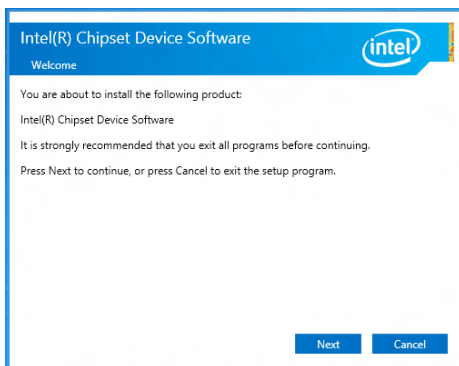 Intel(R) Chipset Device Software
intel
Welcome
You are about to install the following product:
Intel(R) Chipset Device Software
It is strongly recommended that you exit all programs before continuing.
Press Next to continue, or press Cancel to exit the setup program.
Next Cancel